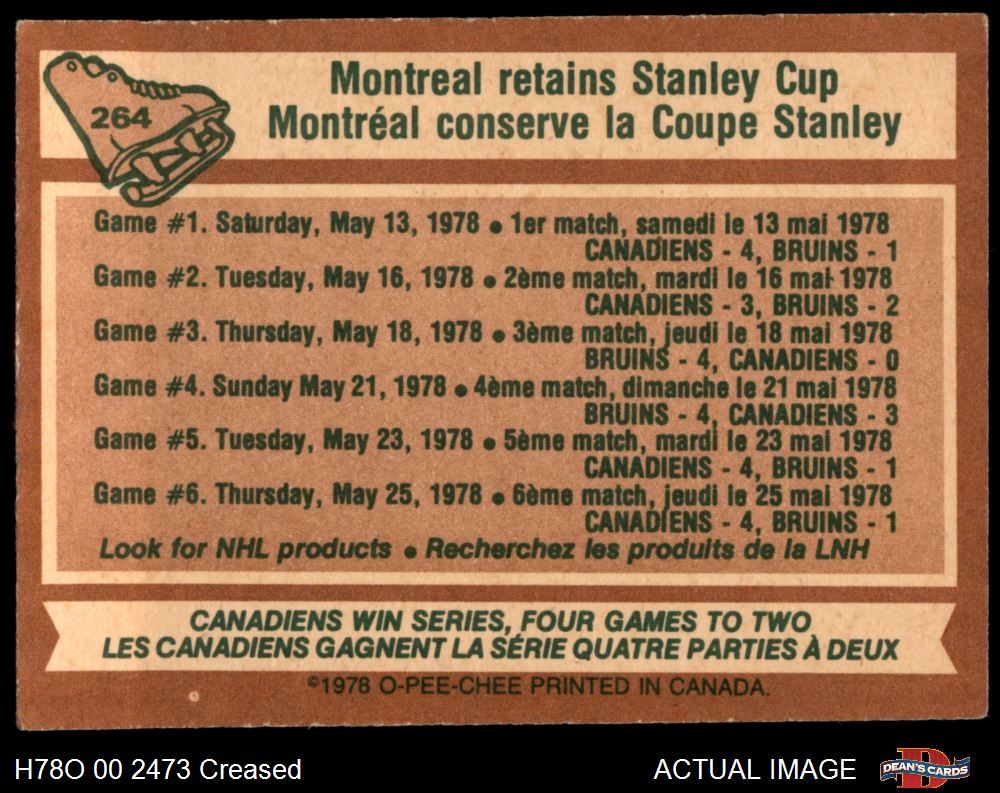 264
Montreal retains Stanley Cup
Montréal conserve la Coupe Stanley
Game #1. Saturday, May 13, 1978 • 1er match, samedi le 13 mai 1978
CANADIENS - 4, BRUINS - 1
Game #2. Tuesday, May 16, 1978 • 2ème match, mardi le 16 mai 1978
CANADIENS - 3, BRUINS - 2
Game #3. Thursday, May 18, 1978 • 3ème match, jeudi le 18 mai 1978
BRUINS - 4, CANADIENS - 0
Game #4. Sunday May 21, 1978 • 4ème match, dimanche le 21 mai 1978
BRUINS - 4, CANADIENS - 3
Game #5. Tuesday, May 23, 1978 • 5ème match, mardi le 23 mai 1978
CANADIENS - 4, BRUINS - 1
Game #6. Thursday, May 25, 1978 • 6ème match, jeudi le 25 mai 1978
CANADIENS - 4, BRUINS - 1
Look for NHL products • Recherchez les produits de la LNH
CANADIENS WIN SERIES, FOUR GAMES TO TWO
LES CANADIENS GAGNENT LA SÉRIE QUATRE PARTIES À DEUX
©1978 O-PEE-CHEE PRINTED IN CANADA.
H78O 00 2473 Creased
ACTUAL IMAGE
D
DEAN'S CARDS